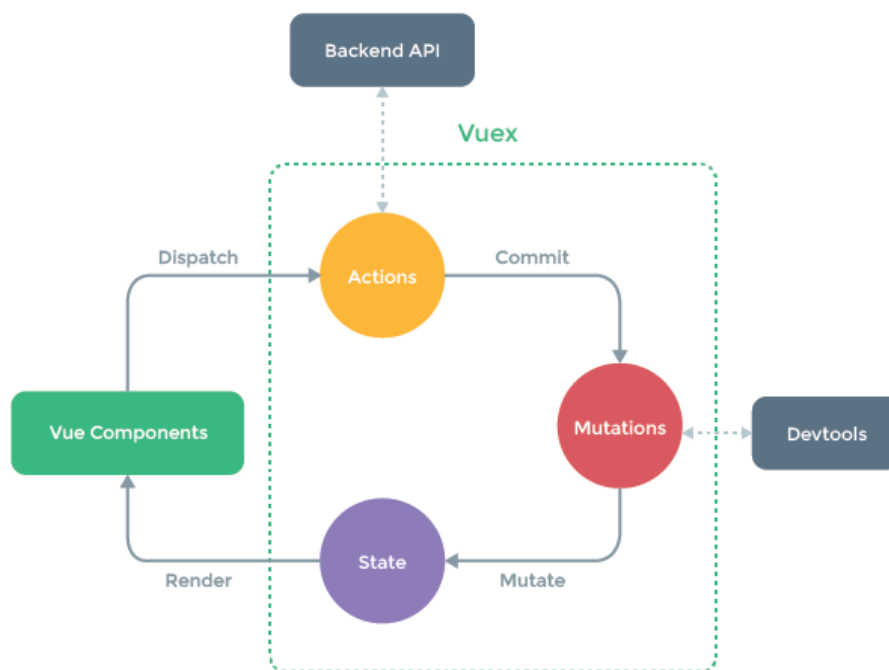 Backend API
Vuex
Dispatch
Commit
Actions
Vue Components
Mutations
Devtools
State
Render
Mutate